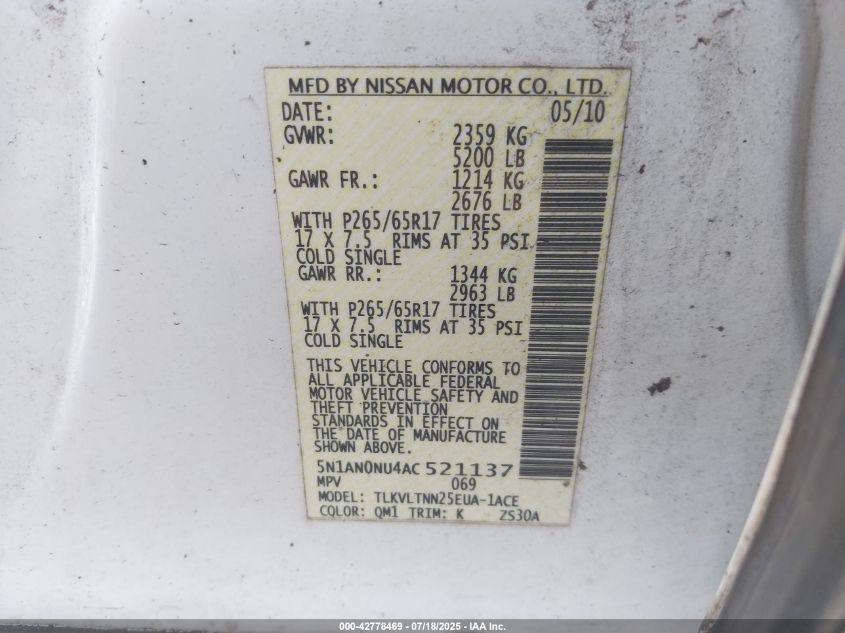 MFD BY NISSAN MOTOR CO., LTD.
DATE: 05/10
GVWR: 2359 KG
5200 LB
GAWR FR.: 1214 KG
2676 LB
WITH P265/65R17 TIRES
17 X 7.5 RIMS AT 35 PSI
COLD SINGLE
GAWR RR.: 1344 KG
2963 LB
WITH P265/65R17 TIRES
17 X 7.5 RIMS AT 35 PSI
COLD SINGLE
THIS VEHICLE CONFORMS TO
ALL APPLICABLE FEDERAL
MOTOR VEHICLE SAFETY AND
THEFT PREVENTION
STANDARDS IN EFFECT ON
THE DATE OF MANUFACTURE
SHOWN ABOVE.
5N1AN0NU4AC 521137
MPV 069
MODEL: TLKVLTNN25EUA-1ACE
COLOR: QM1 TRIM: K ZS30A
000-42778469 - 07/18/2025 - IAA Inc.